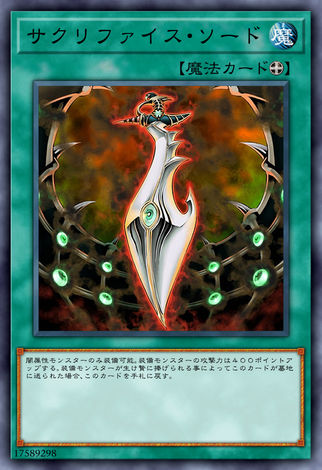 サクリファイス・ソード
魔
【魔法カード】
闇属性モンスターのみ装備可能。装備モンスターの攻撃力は４００ポイントア
ップする。装備モンスターが生け贄に捧げられる事によってこのカードが墓地
に送られた場合、このカードを手札に戻す。
17589298